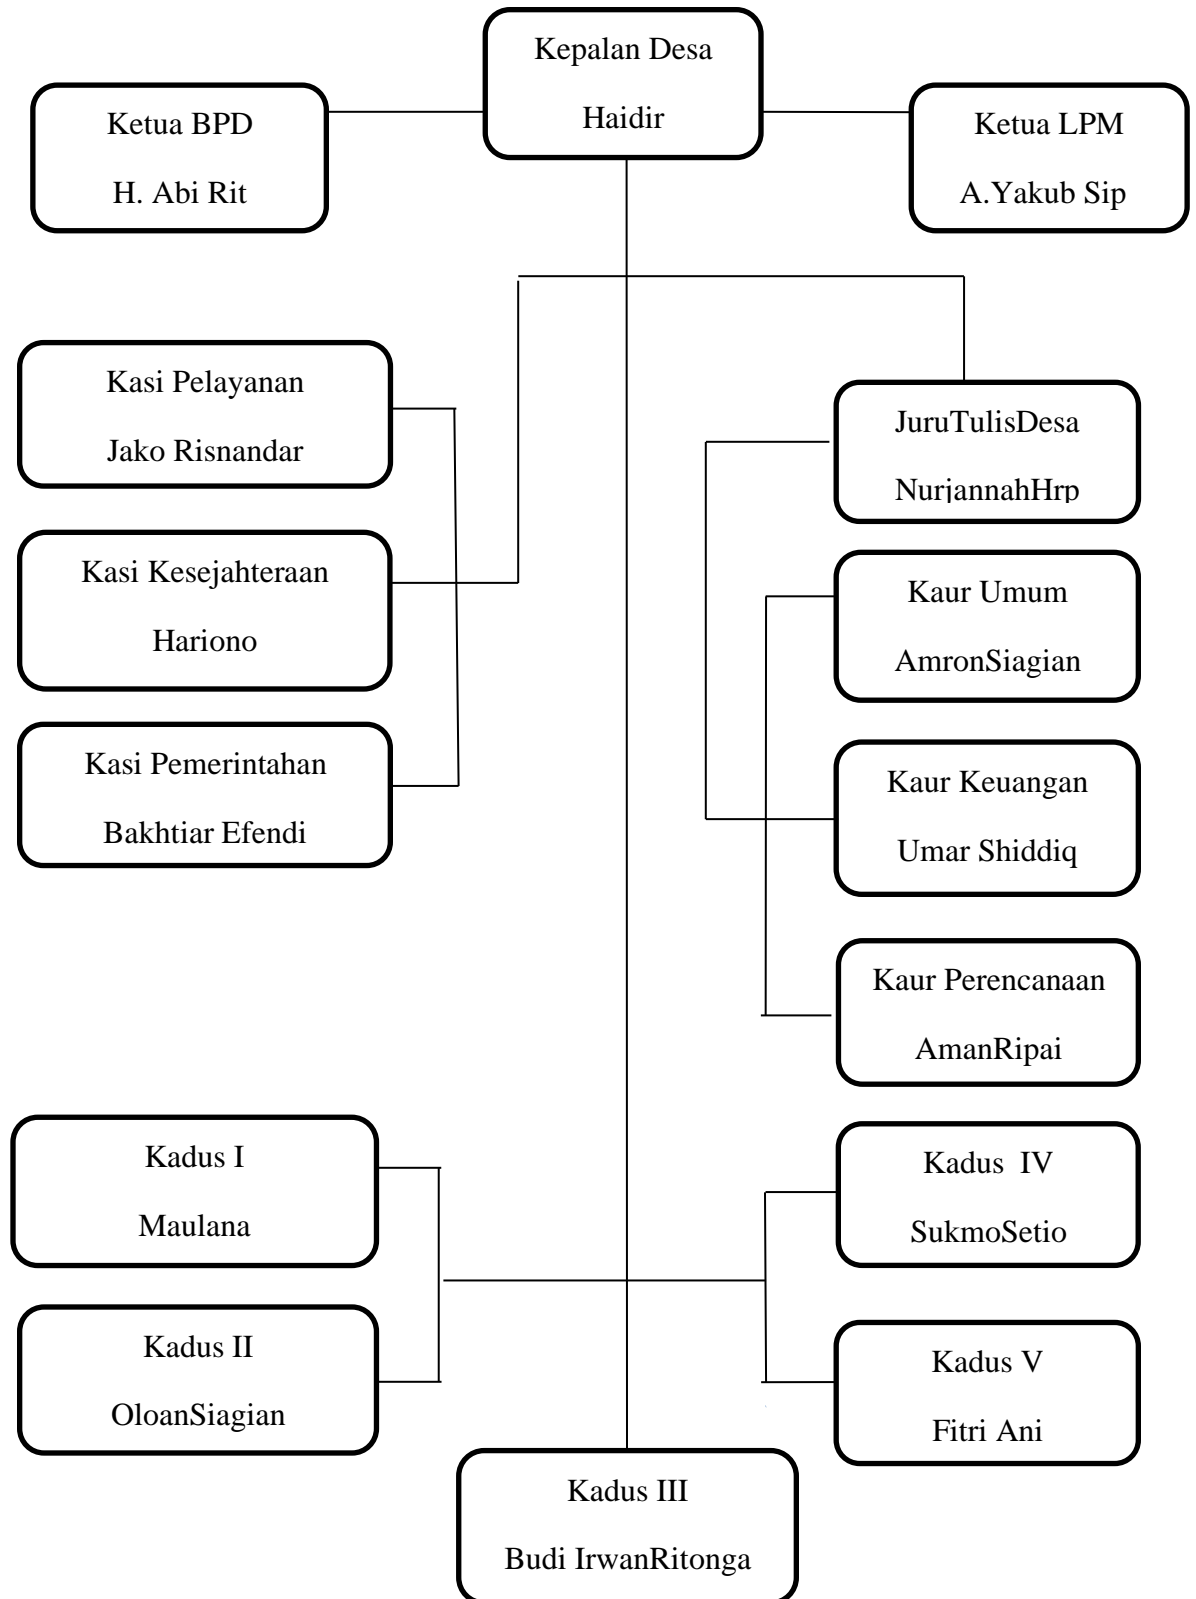 Kepalan Desa
Haidir
Ketua BPD
H. Abi Rit
Ketua LPM
A.Yakub Sip
Kasi Pelayanan
Jako Risnandar
JuruTulisDesa
NurjannahHrp
Kasi Kesejahteraan
Hariono
Kaur Umum
AmronSiagian
Kasi Pemerintahan
Bakhtiar Efendi
Kaur Keuangan
Umar Shiddiq
Kaur Perencanaan
AmanRipai
Kadus I
Maulana
Kadus  IV
SukmoSetio
Kadus II
OloanSiagian
Kadus V
Fitri Ani
Kadus III
Budi IrwanRitonga